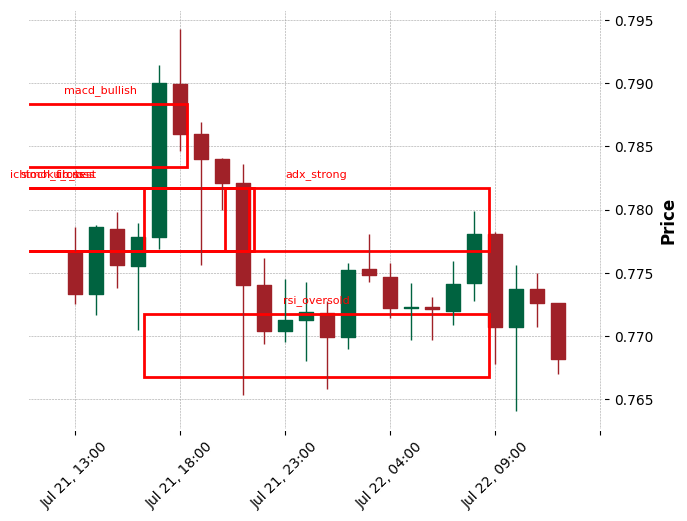 0.795
0.790
macd_bullish
0.785
adx_strong
0.780
Price
0.775
rsi_oversold
0.770
0.765
Jul 21, 13:00
Jul 21, 18:00
Jul 21, 23:00
Jul 22, 04:00
Jul 22, 09:00